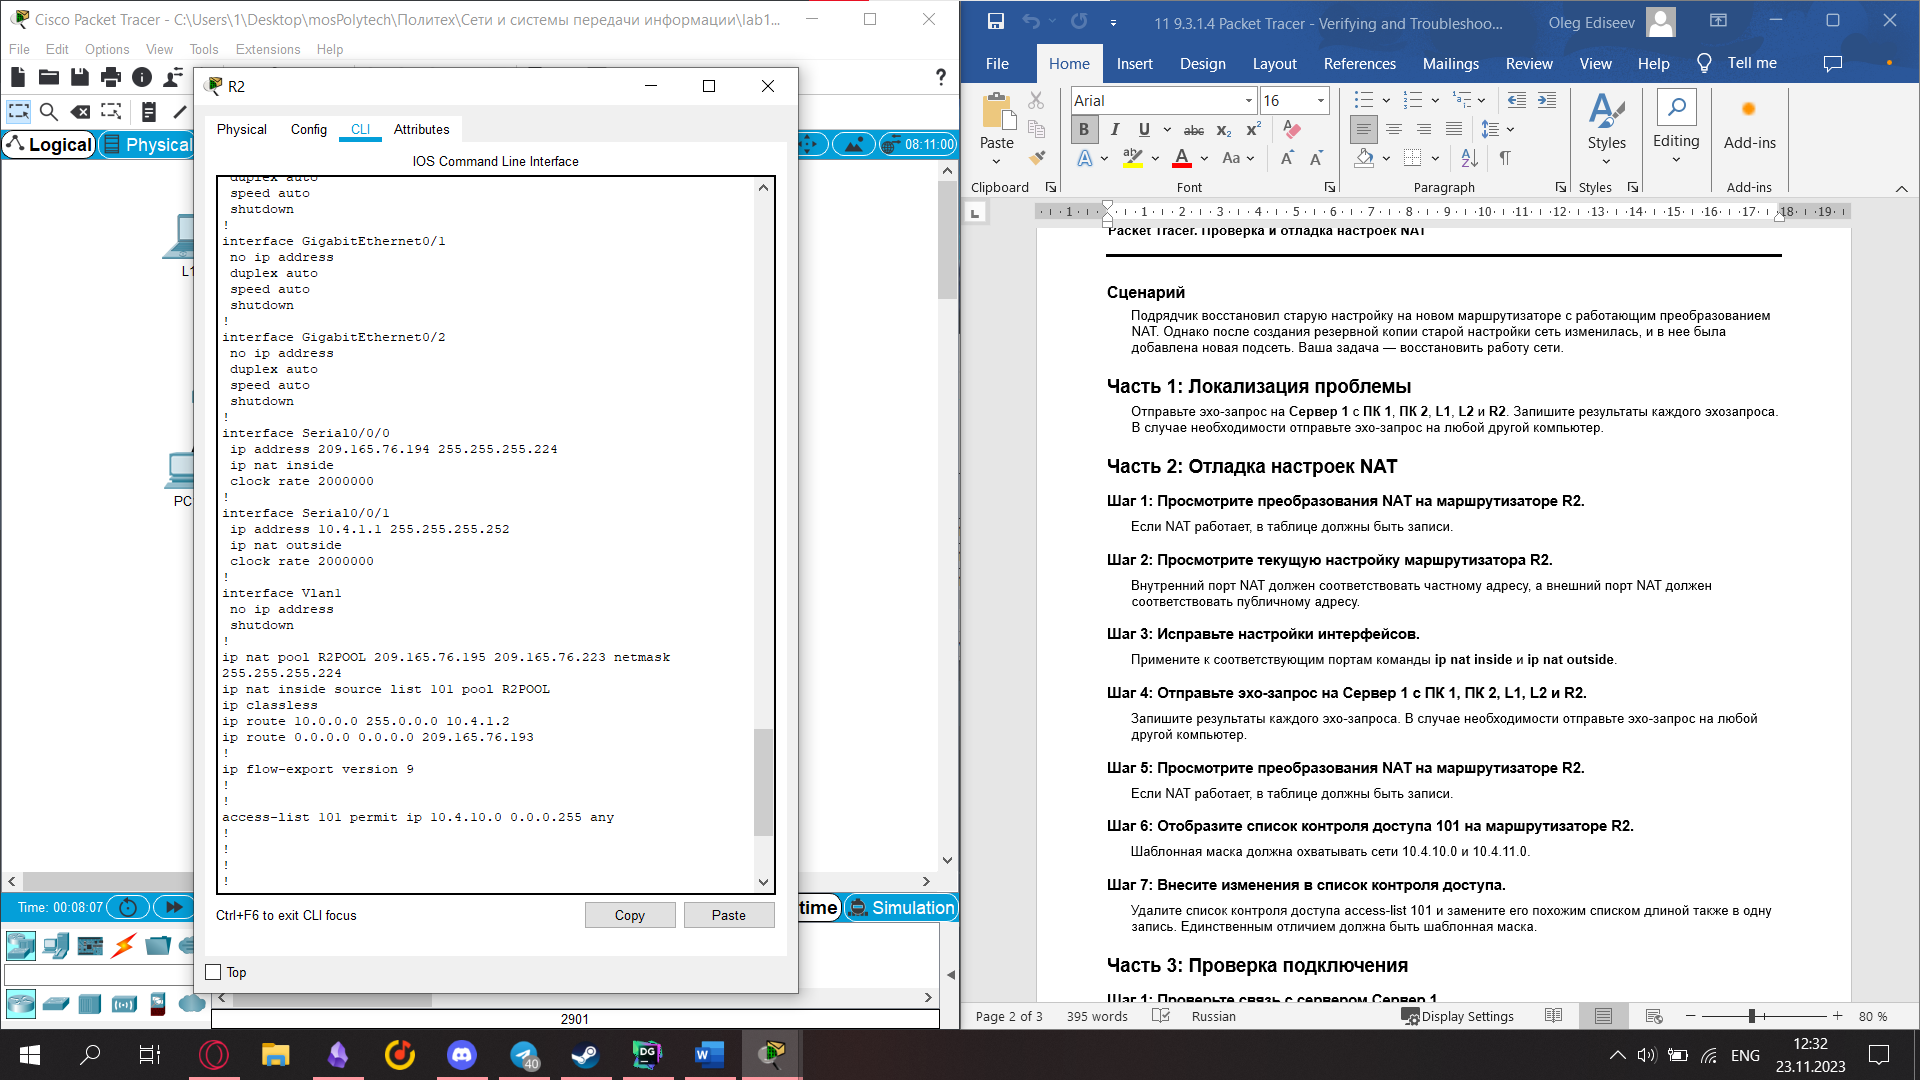 Cisco Packet Tracer - C:\Users\1\Desktop\mosPolytech\Политех\Сети и системы передачи информации\lab1...
File Edit Options View Tools Extensions Help
Logical
Physical
08:11:00
L1
PC
R2
Physical Config CLI Attributes
IOS Command Line Interface
duplex auto
speed auto
shutdown
!
interface GigabitEthernet0/1
no ip address
duplex auto
speed auto
shutdown
!
interface GigabitEthernet0/2
no ip address
duplex auto
speed auto
shutdown
!
interface Serial0/0/0
ip address 209.165.76.194 255.255.255.224
ip nat inside
clock rate 2000000
!
interface Serial0/0/1
ip address 10.4.1.1 255.255.255.252
ip nat outside
clock rate 2000000
!
interface Vlan1
no ip address
shutdown
!
ip nat pool R2POOL 209.165.76.195 209.165.76.223 netmask
255.255.255.224
ip nat inside source list 101 pool R2POOL
ip classless
ip route 10.0.0.0 255.0.0.0 10.4.1.2
ip route 0.0.0.0 0.0.0.0 209.165.76.193
!
ip flow-export version 9
!
!
access-list 101 permit ip 10.4.10.0 0.0.0.255 any
!
!
!
!
Ctrl+F6 to exit CLI focus
Copy
Paste
Top
Time: 00:08:07
time
Simulation
2901
11 9.3.1.4 Packet Tracer - Verifying and Troubleshoo...
Oleg Ediseev
File Home Insert Design Layout References Mailings Review View Help Tell me
Paste
Clipboard
Arial
16
Font
Paragraph
Styles
Styles
Editing
Add-ins
Add-ins
1 1 2 3 4 5 6 7 8 9 10 11 12 13 14 15 16 17 18 19
Packet Tracer. Проверка и отладка настроек NAT
Сценарий
Подрядчик восстановил старую настройку на новом маршрутизаторе с работающим преобразованием
NAT. Однако после создания резервной копии старой настройки сеть изменилась, и в нее была
добавлена новая подсеть. Ваша задача — восстановить работу сети.
Часть 1: Локализация проблемы
Отправьте эхо-запрос на Сервер 1 с ПК 1, ПК 2, L1, L2 и R2. Запишите результаты каждого эхозапроса.
В случае необходимости отправьте эхо-запрос на любой другой компьютер.
Часть 2: Отладка настроек NAT
Шаг 1: Просмотрите преобразования NAT на маршрутизаторе R2.
Если NAT работает, в таблице должны быть записи.
Шаг 2: Просмотрите текущую настройку маршрутизатора R2.
Внутренний порт NAT должен соответствовать частному адресу, а внешний порт NAT должен
соответствовать публичному адресу.
Шаг 3: Исправьте настройки интерфейсов.
Примените к соответствующим портам команды ip nat inside и ip nat outside.
Шаг 4: Отправьте эхо-запрос на Сервер 1 с ПК 1, ПК 2, L1, L2 и R2.
Запишите результаты каждого эхо-запроса. В случае необходимости отправьте эхо-запрос на любой
другой компьютер.
Шаг 5: Просмотрите преобразования NAT на маршрутизаторе R2.
Если NAT работает, в таблице должны быть записи.
Шаг 6: Отобразите список контроля доступа 101 на маршрутизаторе R2.
Шаблонная маска должна охватывать сети 10.4.10.0 и 10.4.11.0.
Шаг 7: Внесите изменения в список контроля доступа.
Удалите список контроля доступа access-list 101 и замените его похожим списком длиной также в одну
запись. Единственным отличием должна быть шаблонная маска.
Часть 3: Проверка подключения
Шаг 1: Проверьте связь с сервером Сервер 1.
Page 2 of 3 395 words Russian Display Settings 80 %
40
ENG
12:32
23.11.2023